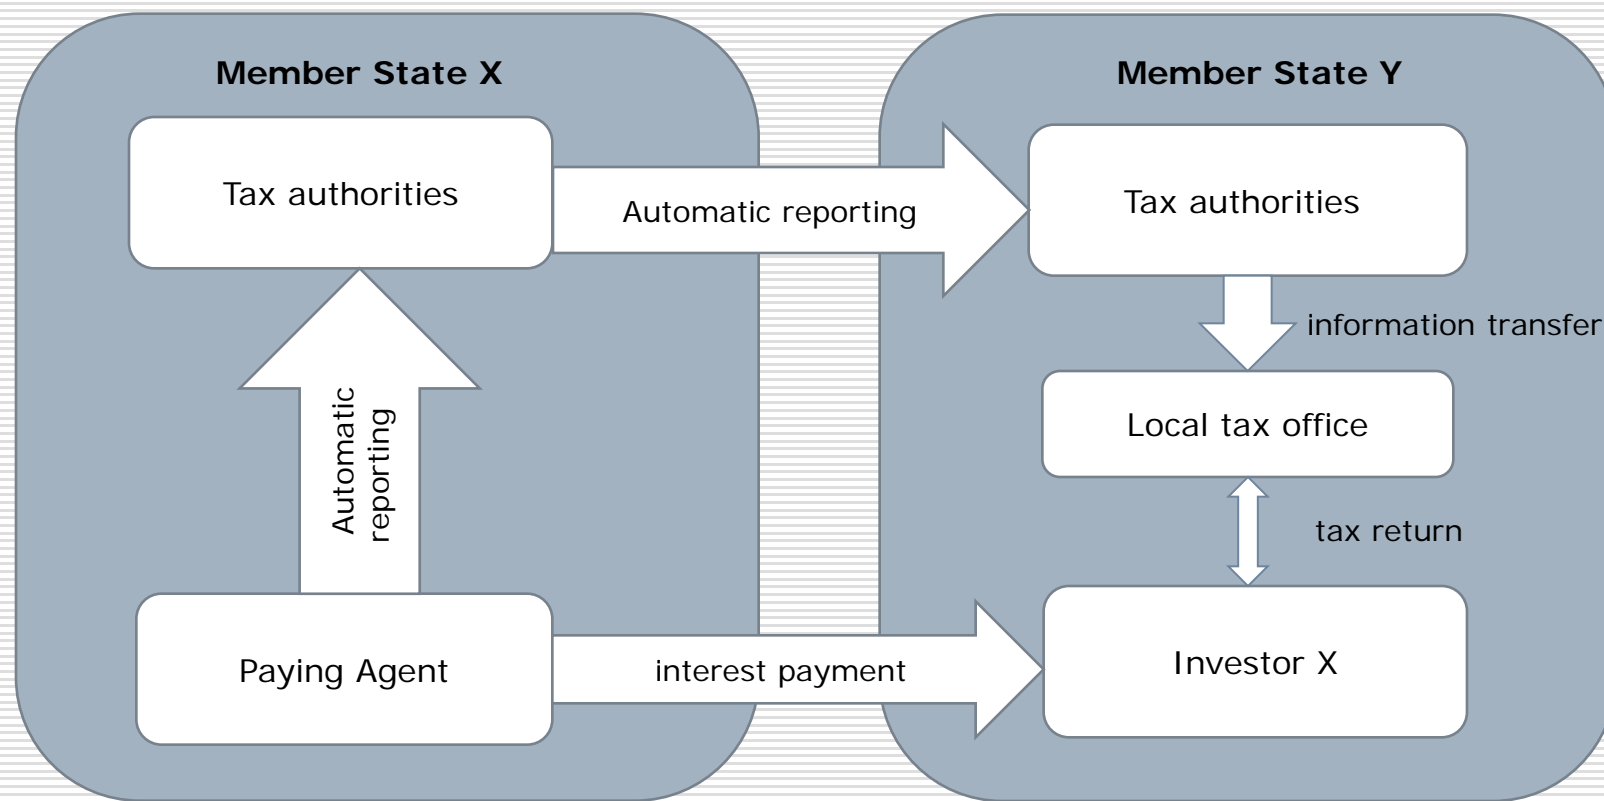 Member State X
Member State Y
Tax authorities
Automatic reporting
Tax authorities
information transfer
Automatic
reporting
Local tax office
tax return
Paying Agent
interest payment
Investor X